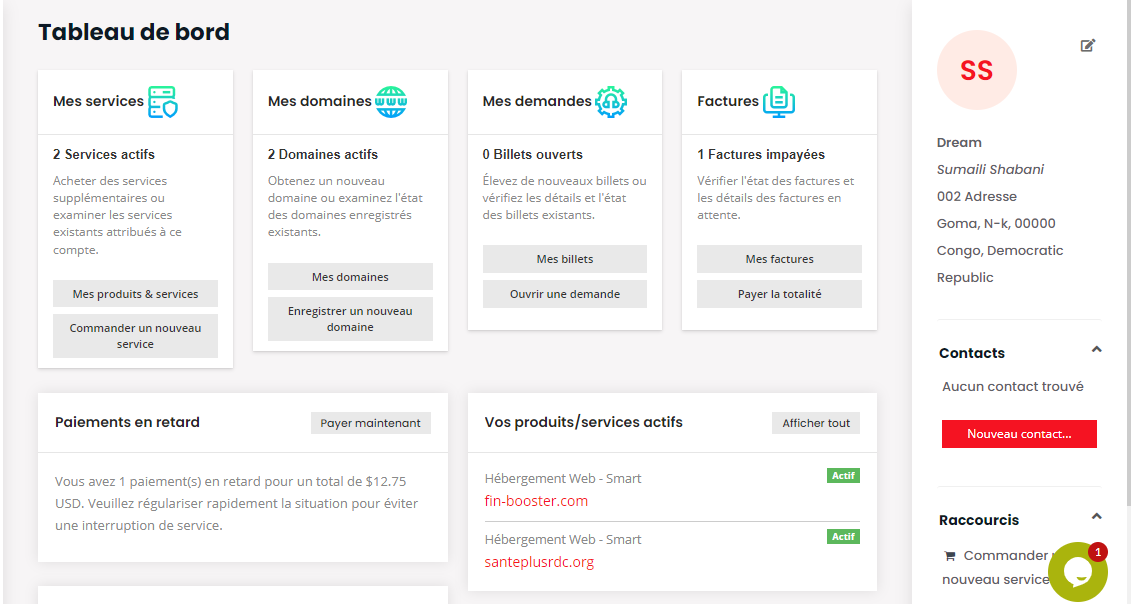 Tableau de bord
Mes services
2 Services actifs
Acheter des services
supplémentaires ou
examiner les services
existants attribués à ce
compte.
Mes produits & services
Commander un nouveau
service
Mes domaines
2 Domaines actifs
Obtenez un nouveau
domaine ou examinez l'état
des domaines enregistrés
existants.
Mes domaines
Enregistrer un nouveau
domaine
Mes demandes
0 Billets ouverts
Élevez de nouveaux billets ou
vérifiez les détails et l'état
des billets existants.
Mes billets
Ouvrir une demande
Factures
1 Factures impayées
Vérifier l'état des factures et
les détails des factures en
attente.
Mes factures
Payer la totalité
Paiements en retard
Payer maintenant
Vous avez 1 paiement(s) en retard pour un total de $12.75
USD. Veuillez régulariser rapidement la situation pour éviter
une interruption de service.
Vos produits/services actifs
Afficher tout
Hébergement Web - Smart
Actif
fin-booster.com
Hébergement Web - Smart
Actif
santeplusrdc.org
SS
Dream
Sumaili Shabani
002 Adresse
Goma, N-k, 00000
Congo, Democratic
Republic
Contacts
Aucun contact trouvé
Nouveau contact...
Raccourcis
Commander
nouveau service
1